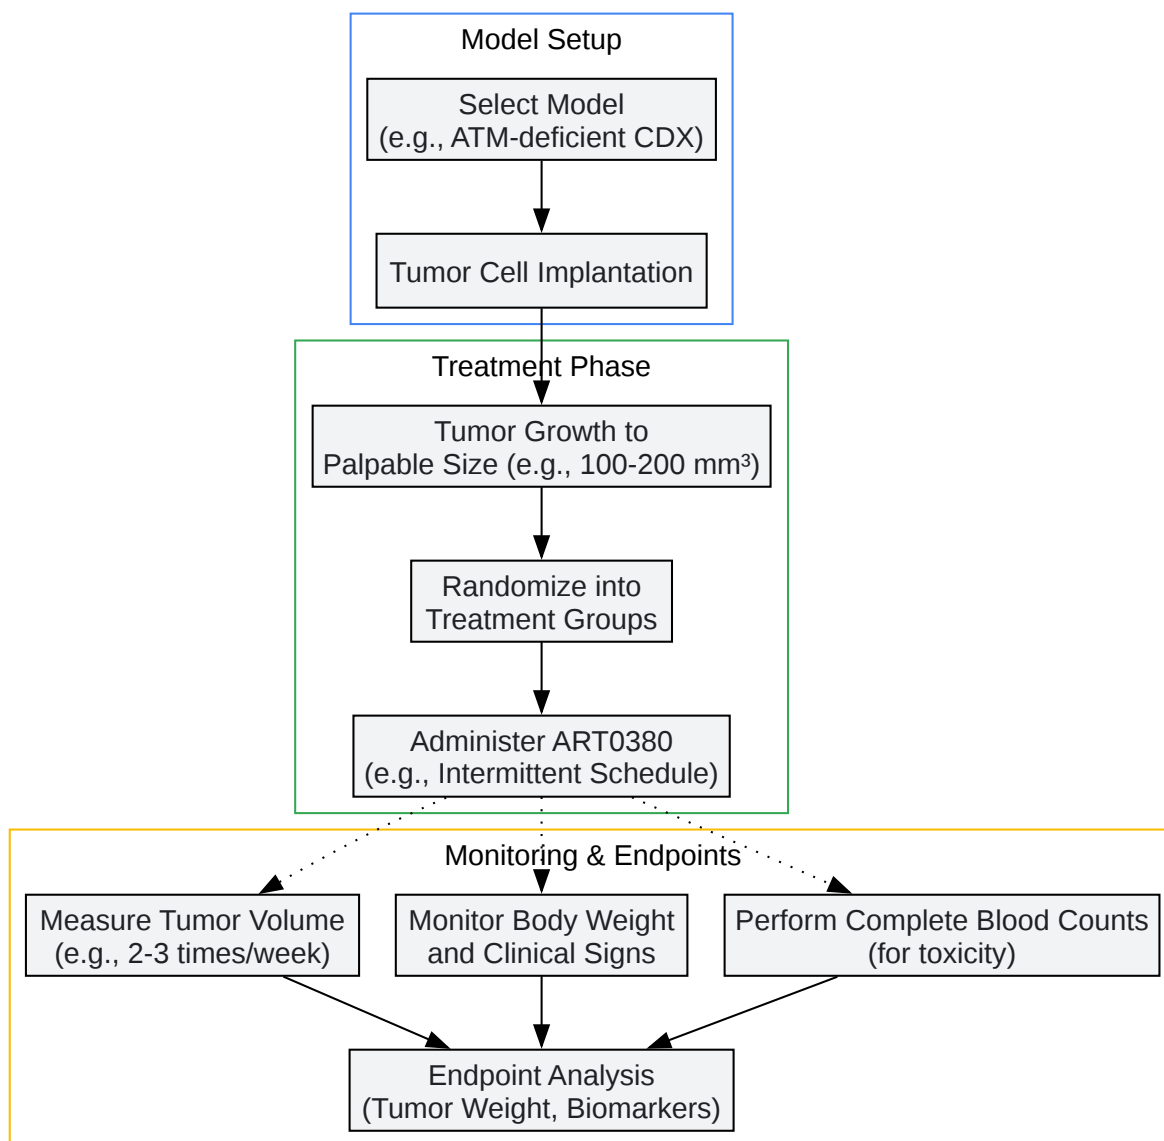 Model Setup
Select Model
(e.g., ATM-deficient CDX)
Tumor Cell Implantation
Treatment Phase
Tumor Growth to
Palpable Size (e.g., 100-200 mm³)
Randomize into
Treatment Groups
Administer ART0380
(e.g., Intermittent Schedule)
Monitoring & Endpoints
Measure Tumor Volume
(e.g., 2-3 times/week)
Monitor Body Weight
and Clinical Signs
Perform Complete Blood Counts
(for toxicity)
Endpoint Analysis
(Tumor Weight, Biomarkers)